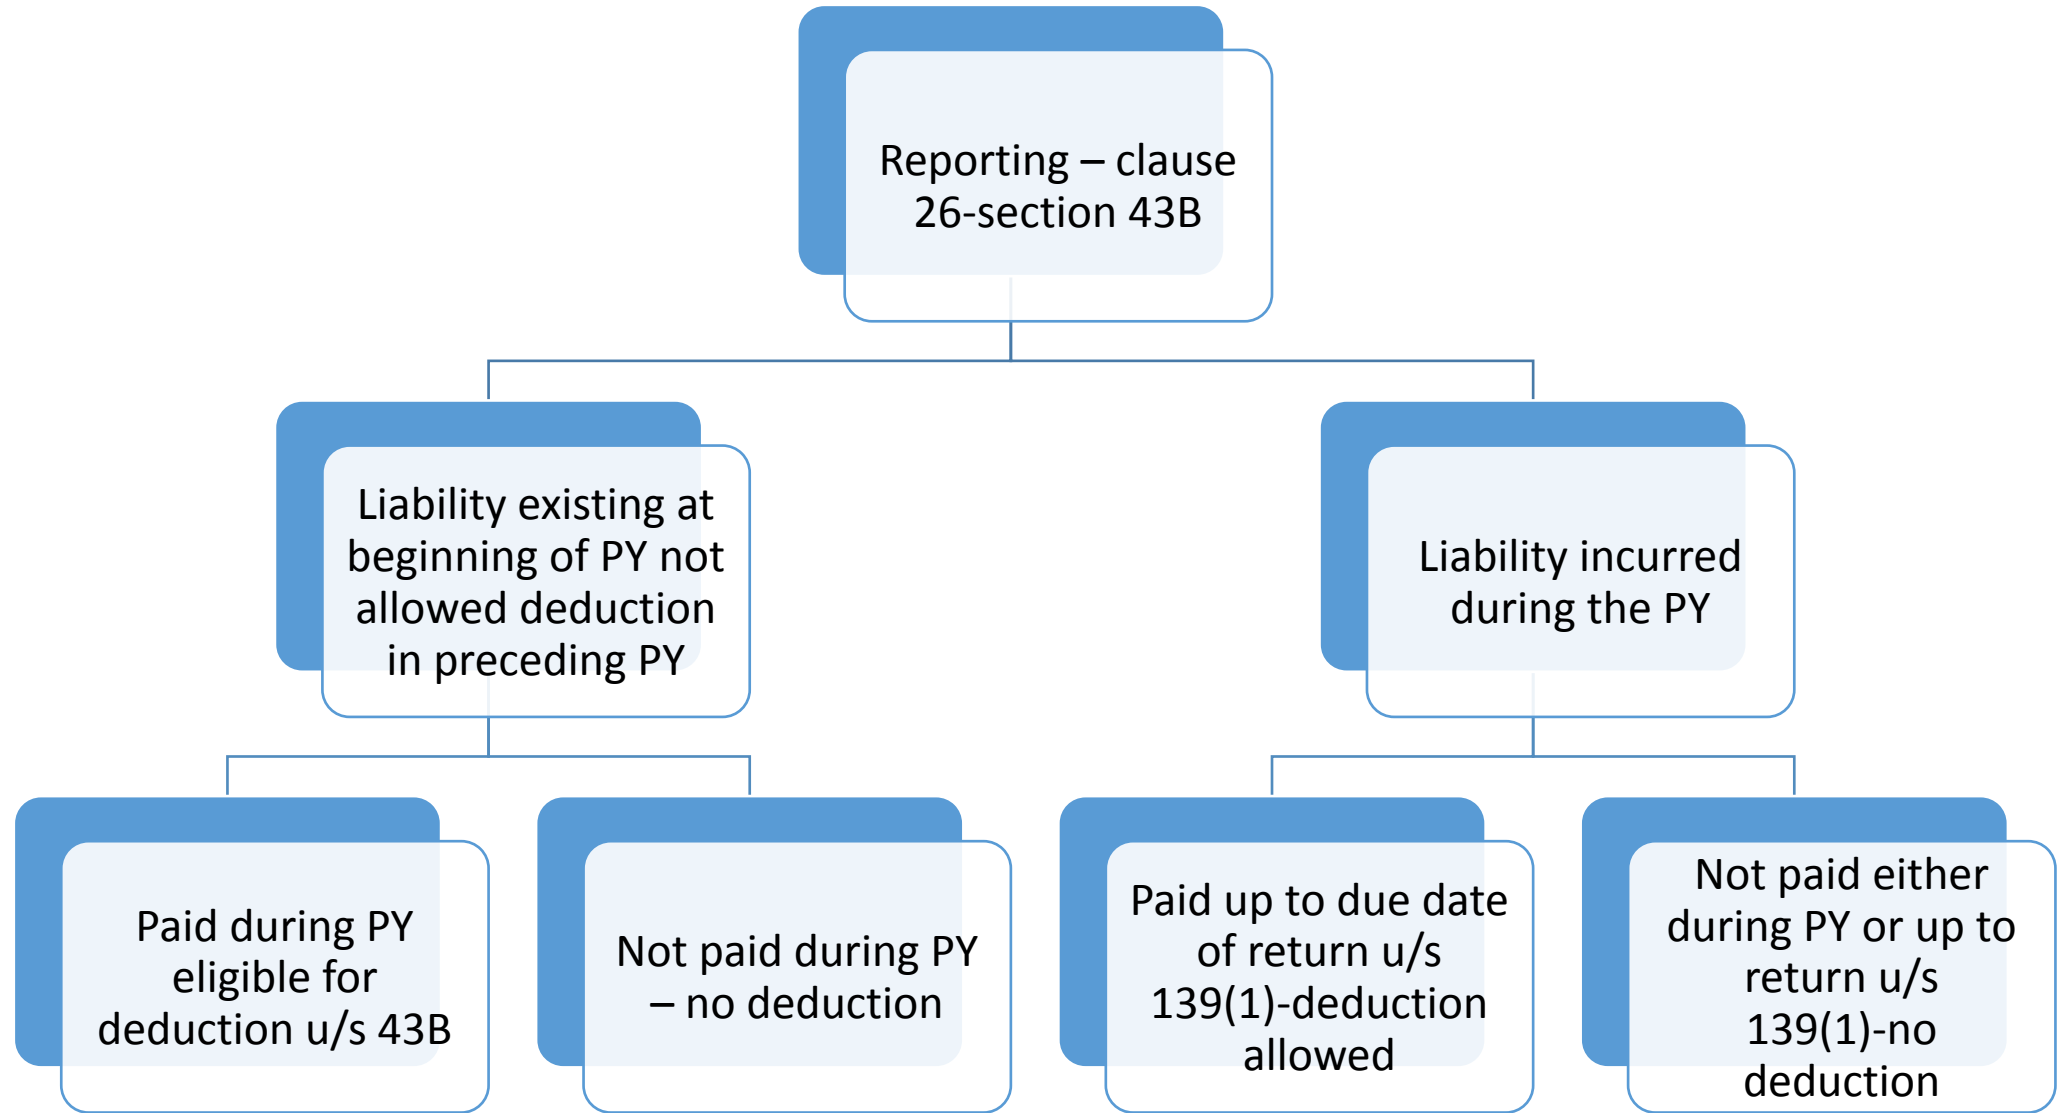 Reporting – clause
26-section 43B
Liability existing at
beginning of PY not
allowed deduction
in preceding PY
Liability incurred
during the PY
Paid during PY
eligible for
deduction u/s 43B
Not paid during PY
– no deduction
Paid up to due date
of return u/s
139(1)-deduction
allowed
Not paid either
during PY or up to
return u/s
139(1)-no
deduction